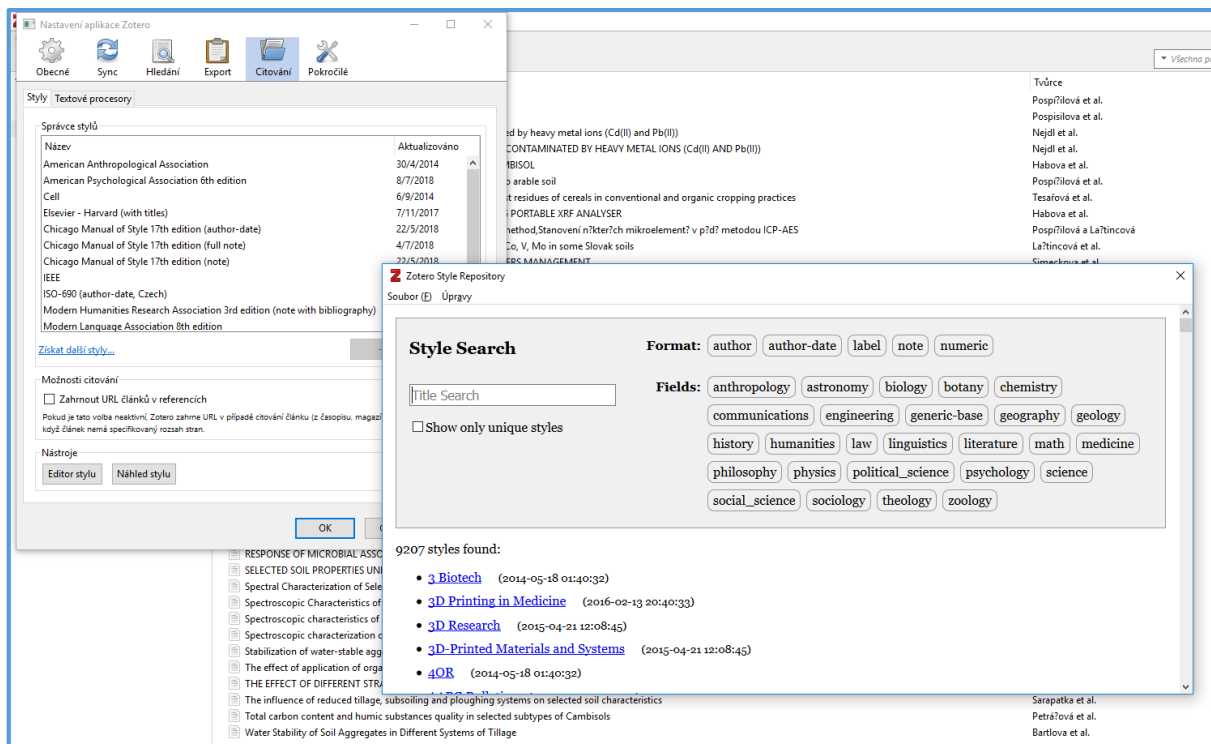 Nastavení aplikace Zotero
Obecné Sync Hledání Export Citování Pokročilé
Styly Textové procesory
Správce stylů
Název Aktualizováno
American Anthropological Association 30/4/2014
American Psychological Association 6th edition 8/7/2018
Cell 6/9/2014
Elsevier - Harvard (with titles) 7/11/2017
Chicago Manual of Style 17th edition (author-date) 22/5/2018
Chicago Manual of Style 17th edition (full note) 4/7/2018
Chicago Manual of Style 17th edition (note) 22/5/2018
IEEE
ISO-690 (author-date, Czech)
Modern Humanities Research Association 3rd edition (note with bibliography)
Modern Language Association 8th edition
Získat další styly...
Možnosti citování
Zahrnout URL článků v referencích
Pokud je tato volba neaktivní, Zotero zahrne URL v případě citování článku (z časopisu, magazí
když článek nemá specifikovaný rozsah stran.
Nástroje
Editor stylu Náhled stylu
OK
Všechna p
Tvůrce
Pospí?ilová et al.
Pospisilova et al.
ed by heavy metal ions (Cd(II) and Pb(II)) Nejdl et al.
CONTAMINATED BY HEAVY METAL IONS (Cd(II) AND Pb(II)) Nejdl et al.
MBISOL Habova et al.
o arable soil Pospí?ilová et al.
st residues of cereals in conventional and organic cropping practices Tesařová et al.
G PORTABLE XRF ANALYSER Habova et al.
nethod,Stanovení n?kter?ch mikroelement? v p?d? metodou ICP-AES Pospí?ilová a La?tincová
Co, V, Mo in some Slovak soils La?tincová et al.
ERS MANAGEMENT Simeckova et al.
Zotero Style Repository
Soubor (F) Úpravy
Style Search
Title Search
Show only unique styles
Format: author author-date label note numeric
Fields: anthropology astronomy biology botany chemistry
communications engineering generic-base geography geology
history humanities law linguistics literature math medicine
philosophy physics political_science psychology science
social_science sociology theology zoology
9207 styles found:
3 Biotech (2014-05-18 01:40:32)
3D Printing in Medicine (2016-02-13 20:40:33)
3D Research (2015-04-21 12:08:45)
3D-Printed Materials and Systems (2015-04-21 12:08:45)
4OR (2014-05-18 01:40:32)
RESPONSE OF MICROBIAL ASSO
SELECTED SOIL PROPERTIES UN
Spectral Characterization of Sele
Spectroscopic Characteristics of
Spectroscopic characteristics of
Spectroscopic characterization o
Stabilization of water-stable agg
The effect of application of orga
THE EFFECT OF DIFFERENT STRA
The influence of reduced tillage, subsoiling and ploughing systems on selected soil characteristics Sarapatka et al.
Total carbon content and humic substances quality in selected subtypes of Cambisols Petrá?ová et al.
Water Stability of Soil Aggregates in Different Systems of Tillage Bartlova et al.